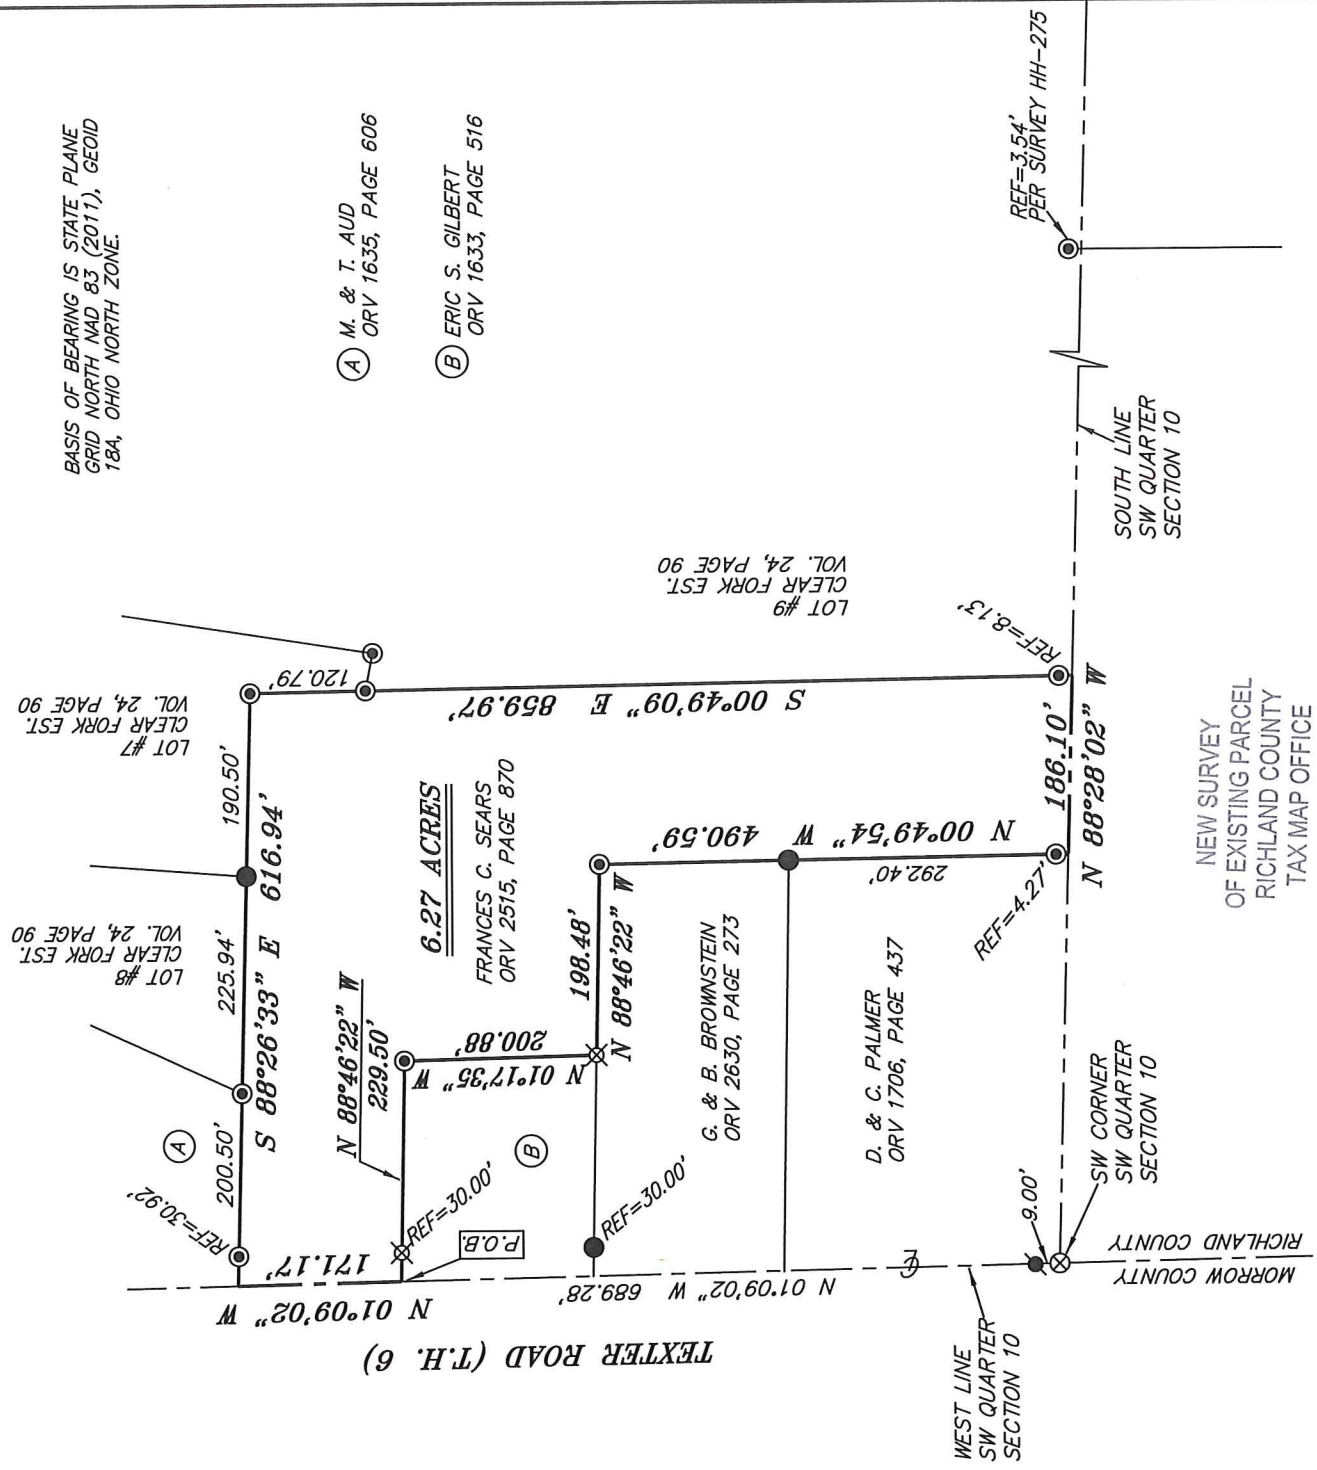 BASIS OF BEARING IS STATE PLANE
GRID NORTH NAD 83 (2011), GEOID
18A, OHIO NORTH ZONE.
Ⓐ M. & T. AUD
ORV 1635, PAGE 606
Ⓑ ERIC S. GILBERT
ORV 1633, PAGE 516
REF=3.54'
PER SURVEY HH-275
SOUTH LINE
SW QUARTER
SECTION 10
LOT #9
CLEAR FORK EST.
VOL. 24, PAGE 90
REF=8.13'
LOT #7
CLEAR FORK EST.
VOL. 24, PAGE 90
120.79'
S 00°49'09" E 859.97'
190.50'
S 88°26'33" E 616.94'
225.94'
LOT #8
CLEAR FORK EST.
VOL. 24, PAGE 90
200.50'
Ⓐ
REF=30.92'
6.27 ACRES
FRANCES C. SEARS
ORV 2515, PAGE 870
N 00°49'54" W 490.59'
292.40'
186.10'
N 88°28'02" W
REF=4.27'
198.48'
N 88°46'22" W
N 88°46'22" W
229.50'
N 01°17'35" W
200.88'
G. & B. BROWNSTEIN
ORV 2630, PAGE 273
D. & C. PALMER
ORV 1706, PAGE 437
Ⓑ
REF=30.00'
REF=30.00'
P.O.B.
171.17'
N 01°09'02" W
N 01°09'02" W 689.28'
TEXTER ROAD (T.H. 6)
℄
9.00'
SW CORNER
SW QUARTER
SECTION 10
RICHLAND COUNTY
MORROW COUNTY
WEST LINE
SW QUARTER
SECTION 10
NEW SURVEY
OF EXISTING PARCEL
RICHLAND COUNTY
TAX MAP OFFICE